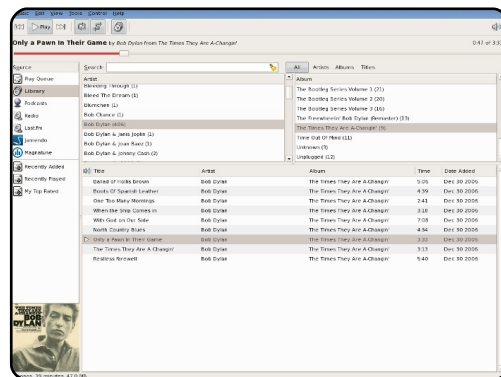 Music Edit View Tools Control Help
Play
Only a Pawn In Their Game by Bob Dylan from The Times They Are A-Changin'
0:47 of 3:33
Source
Play Queue
Library
Podcasts
Radio
Last.fm
Jamendo
Magnatune
Recently Added
Recently Played
My Top Rated
Search:
All Artists Albums Titles
Artist
Bleeding Through (1)
Bleed The Dream (1)
Blumchen (1)
Bob Chance (1)
Bob Dylan (406)
Bob Dylan & Janis Joplin (1)
Bob Dylan & Joan Baez (1)
Bob Dylan & Johnny Cash (2)
Album
The Bootleg Series Volume 1 (21)
The Bootleg Series Volume 2 (20)
The Bootleg Series Volume 3 (16)
The Freewheelin' Bob Dylan (Remaster) (13)
The Times They Are A-Changin' (9)
Time Out Of Mind (11)
Unknown (3)
Unplugged (12)
Title Artist Album Time Date Added
Ballad of Hollis Brown Bob Dylan The Times They Are A-Changin' 5:06 Dec 30 2006
Boots Of Spanish Leather Bob Dylan The Times They Are A-Changin' 4:39 Dec 30 2006
One Too Many Mornings Bob Dylan The Times They Are A-Changin' 2:41 Dec 30 2006
When the Ship Comes In Bob Dylan The Times They Are A-Changin' 3:18 Dec 30 2006
With God on Our Side Bob Dylan The Times They Are A-Changin' 7:08 Dec 30 2006
North Country Blues Bob Dylan The Times They Are A-Changin' 4:34 Dec 30 2006
Only a Pawn In Their Game Bob Dylan The Times They Are A-Changin' 3:33 Dec 30 2006
The Times They Are A-Changin' Bob Dylan The Times They Are A-Changin' 3:13 Dec 30 2006
Restless Farewell Bob Dylan The Times They Are A-Changin' 5:40 Dec 30 2006
BOB
DYLAN
39 minutes, 47.0 MB